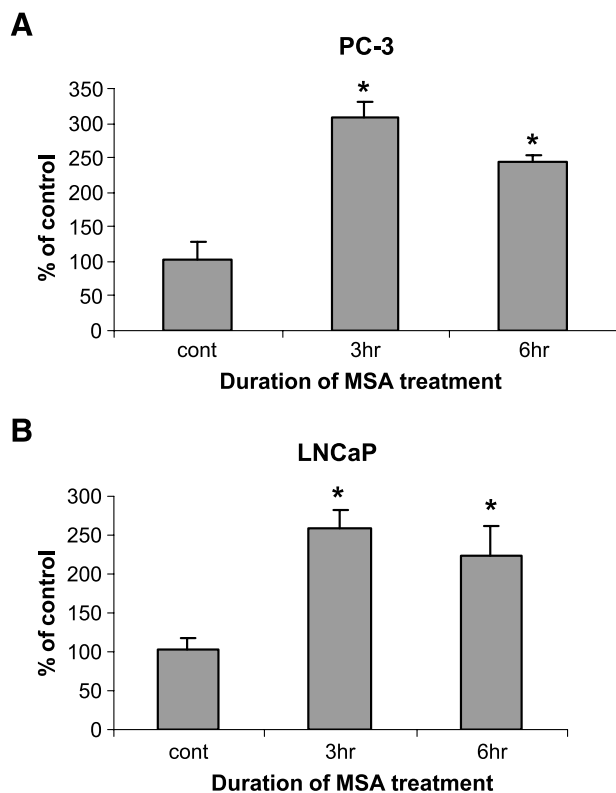 A
PC-3
% of control
350
300
250
200
150
100
50
0
*
*
cont 3hr 6hr
Duration of MSA treatment
B
LNCaP
% of control
300
250
200
150
100
50
0
*
*
cont 3hr 6hr
Duration of MSA treatment